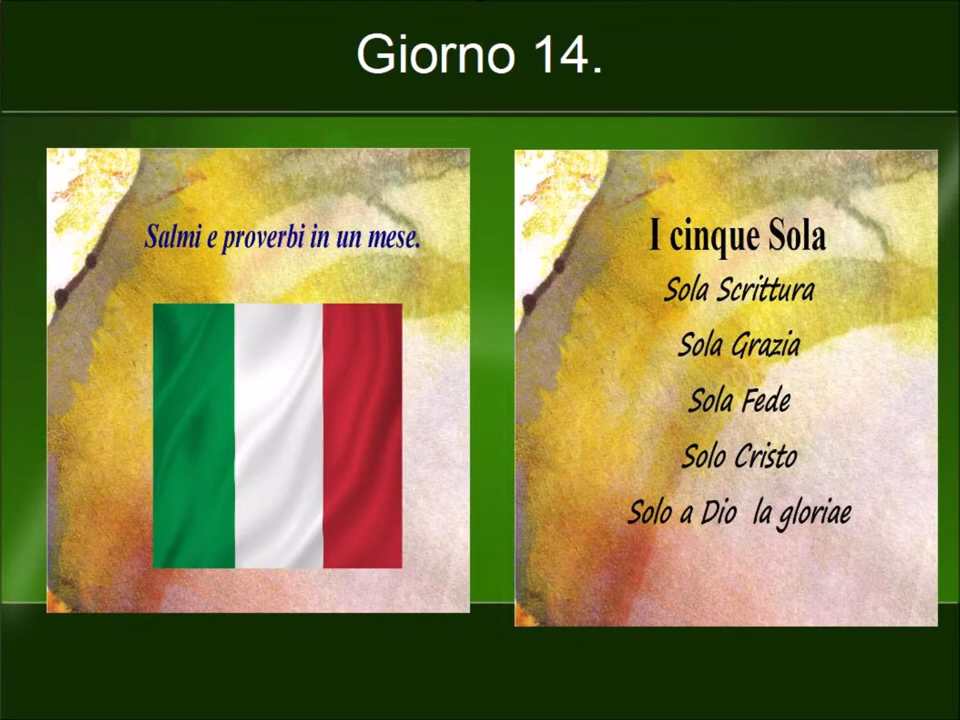 Giorno 14.
Salmi e proverbi in un mese.
I cinque Sola
Sola Scrittura
Sola Grazia
Sola Fede
Solo Cristo
Solo a Dio la gloriae